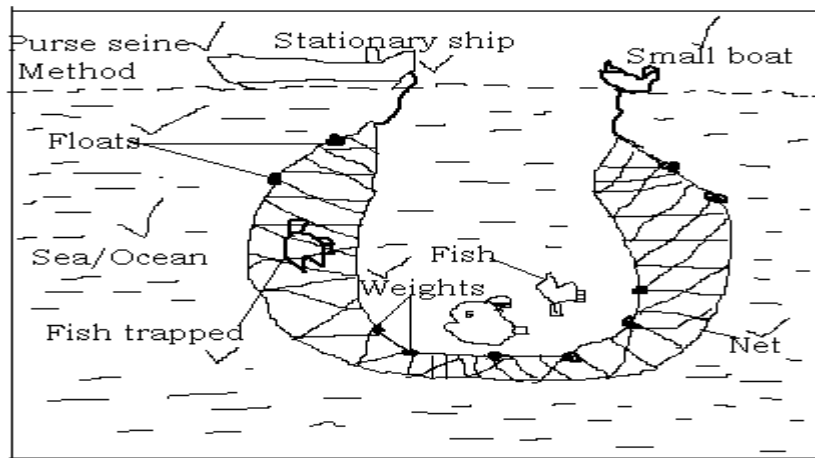 Purse seine
Method
Stationary ship
Small boat
Floats
Sea/Ocean
Fish
Weights
Fish trapped
Net